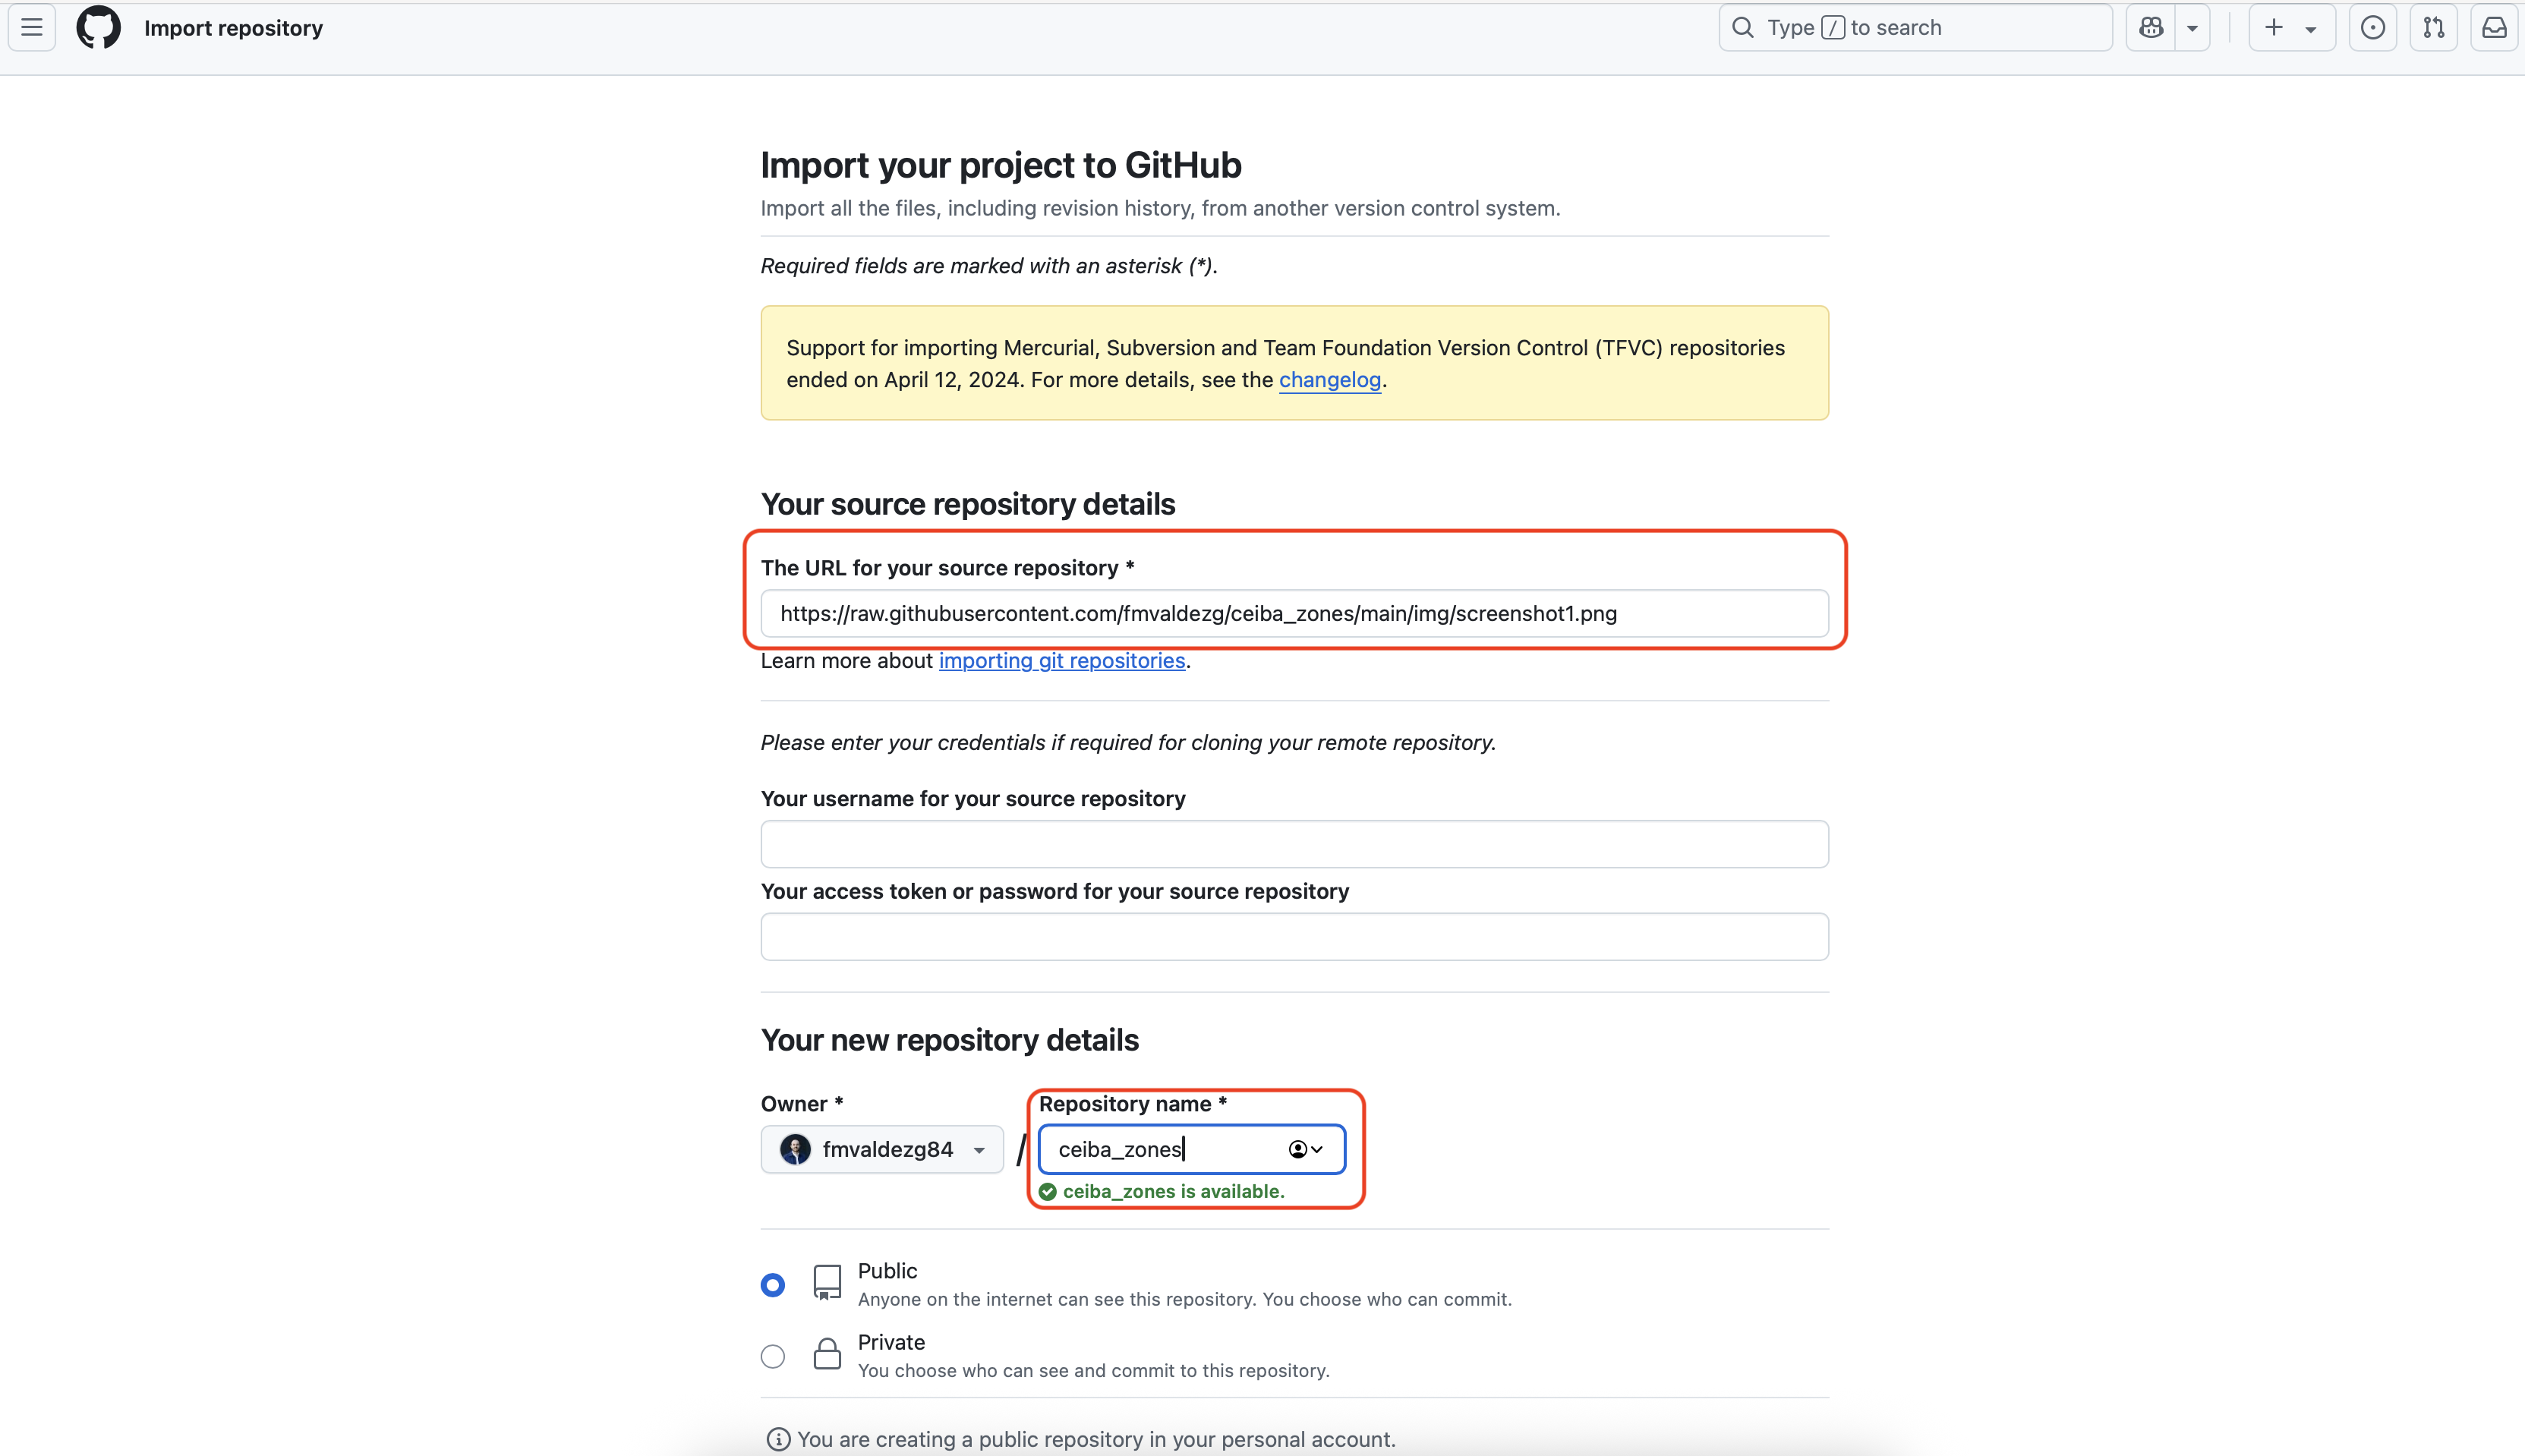 Import repository
Type / to search
Import your project to GitHub
Import all the files, including revision history, from another version control system.
Required fields are marked with an asterisk (*).
Support for importing Mercurial, Subversion and Team Foundation Version Control (TFVC) repositories
ended on April 12, 2024. For more details, see the changelog.
Your source repository details
The URL for your source repository *
https://raw.githubusercontent.com/fmvaldezg/ceiba_zones/main/img/screenshot1.png
Learn more about importing git repositories.
Please enter your credentials if required for cloning your remote repository.
Your username for your source repository
Your access token or password for your source repository
Your new repository details
Owner *
Repository name *
fmvaldezg84
/
ceiba_zones
ceiba_zones is available.
Public
Anyone on the internet can see this repository. You choose who can commit.
Private
You choose who can see and commit to this repository.
You are creating a public repository in your personal account.